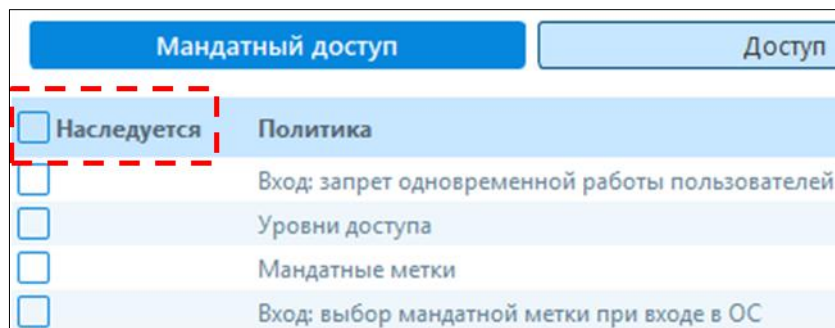 Мандатный доступ Доступ
Наследуется Политика
Вход: запрет одновременной работы пользователей
Уровни доступа
Мандатные метки
Вход: выбор мандатной метки при входе в ОС